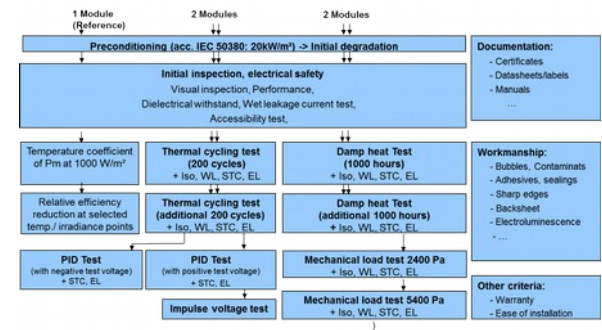 1 Module
(Reference)
2 Modules
2 Modules
Preconditioning (acc. IEC 50380: 20kW/m²) -> Initial degradation
Initial inspection, electrical safety
Visual inspection, Performance,
Dielectrical withstand, Wet leakage current test,
Accessibility test,
Temperature coefficient
of Pm at 1000 W/m²
Thermal cycling test
(200 cycles)
+ Iso, WL, STC, EL
Damp heat Test
(1000 hours)
+ Iso, WL, STC, EL
Relative efficiency
reduction at selected
temp./ irradiance points
Thermal cycling test
(additional 200 cycles)
+ Iso, WL, STC, EL
Damp heat Test
(additional 1000 hours)
+ Iso, WL, STC, EL
PID Test
(with negative test voltage)
+ STC, EL
PID Test
(with positive test voltage)
+ STC, EL
Mechanical load test 2400 Pa
+ Iso, WL, STC, EL
Impulse voltage test
Mechanical load test 5400 Pa
+ Iso, WL, STC, EL
)
Documentation:
- Certificates
- Datasheets/labels
- Manuals
...
Workmanship:
- Bubbles, Contaminats
- Adhesives, sealings
- Sharp edges
- Backsheet
- Electroluminescence
- ...
Other criteria:
- Warranty
- Ease of installation